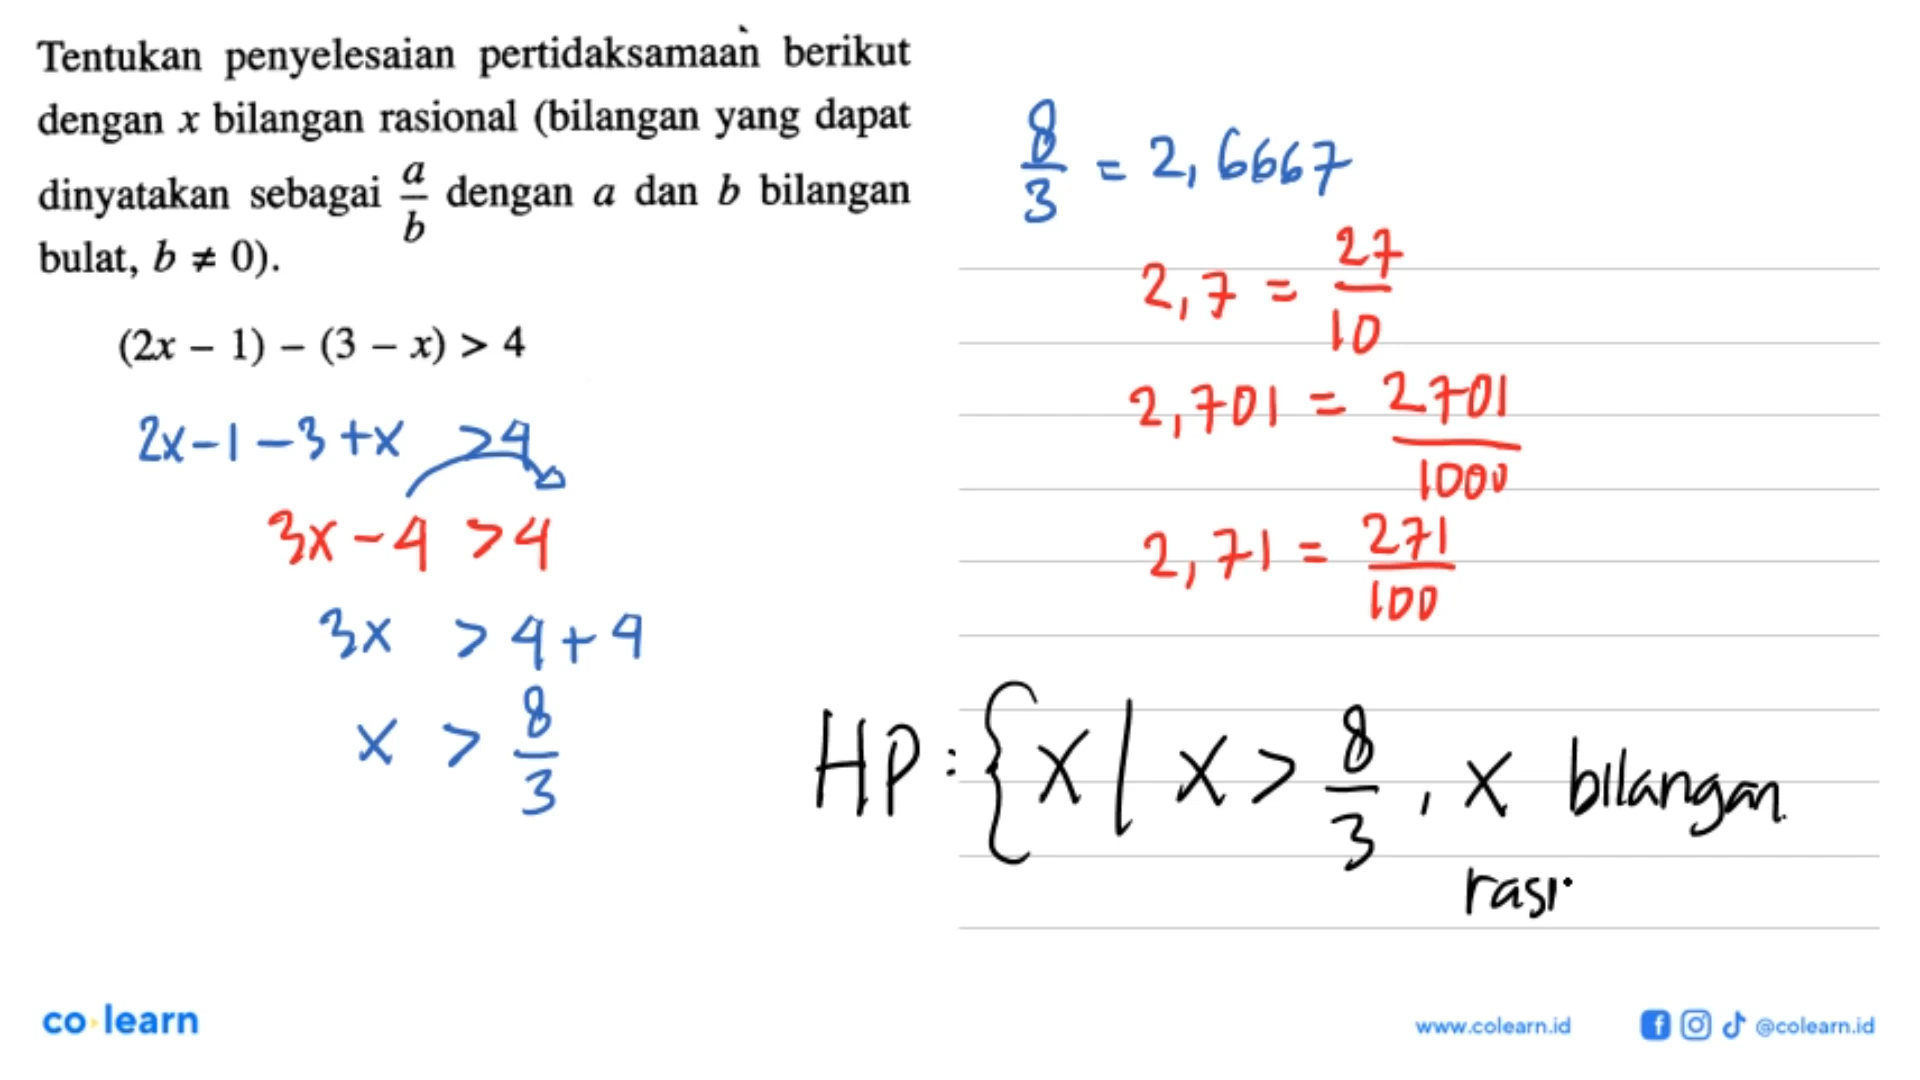 Tentukan penyelesaian pertidaksamaan berikut
dengan x bilangan rasional (bilangan yang dapat
dinyatakan sebagai a/b dengan a dan b bilangan
bulat, b ≠ 0).
(2x – 1) – (3 – x) > 4
2x-1-3+x >4
3x-4 >4
3x > 4+4
x > 8/3
8/3 = 2,6667
2,7 = 27/10
2,701 = 2701/1000
2,71 = 271/100
HP:{x|x> 8/3, x bilangan
rasi
co learn
www.colearn.id
@colearn.id